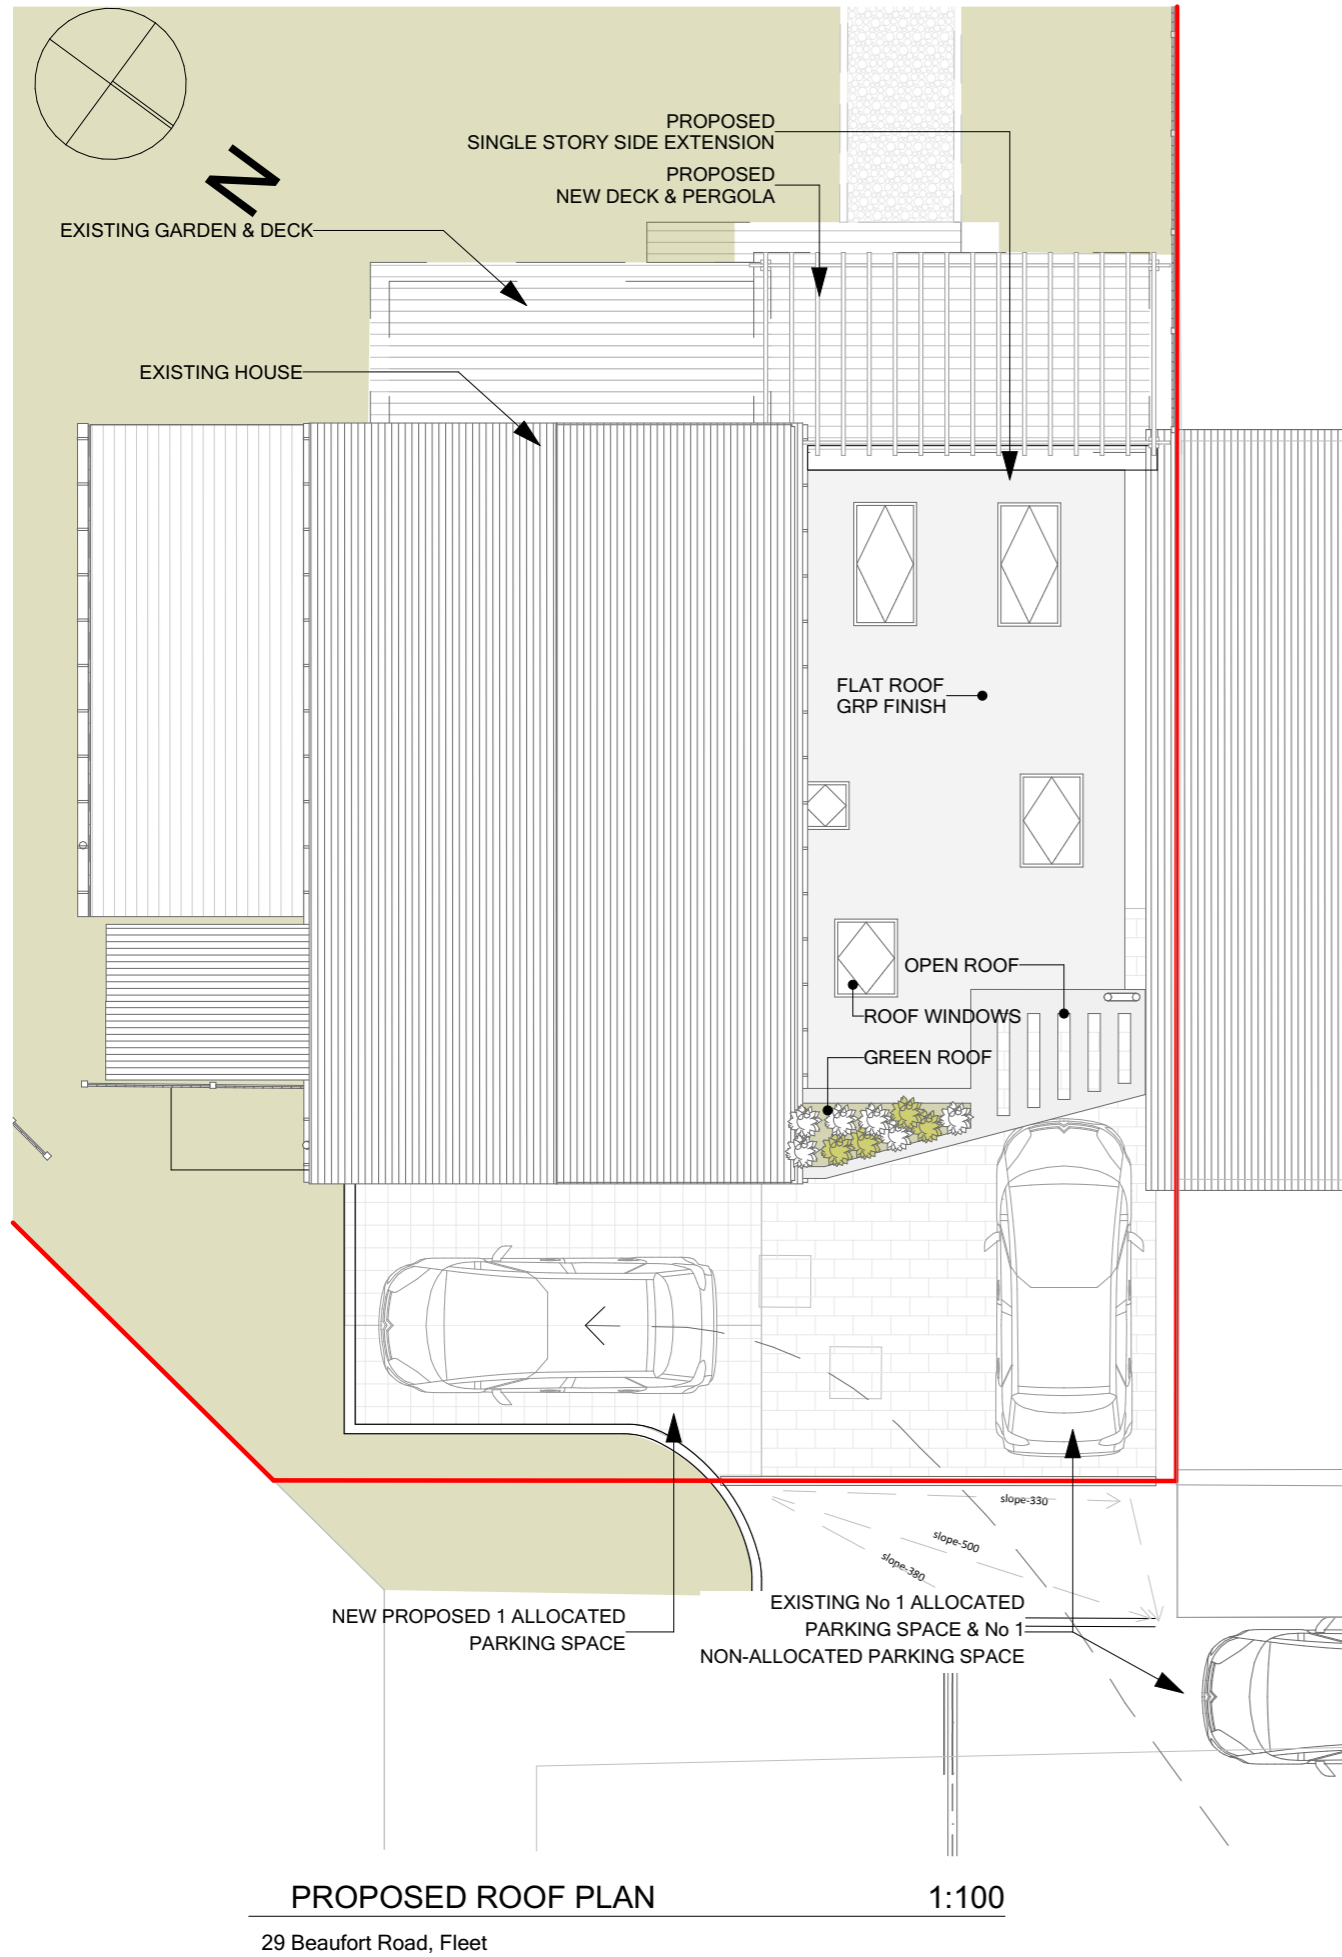 N
PROPOSED
SINGLE STORY SIDE EXTENSION
PROPOSED
NEW DECK & PERGOLA
EXISTING GARDEN & DECK
EXISTING HOUSE
FLAT ROOF
GRP FINISH
OPEN ROOF
ROOF WINDOWS
GREEN ROOF
slope-330
slope-500
slope-380
NEW PROPOSED 1 ALLOCATED
PARKING SPACE
EXISTING No 1 ALLOCATED
PARKING SPACE & No 1
NON-ALLOCATED PARKING SPACE
PROPOSED ROOF PLAN 1:100
29 Beaufort Road, Fleet